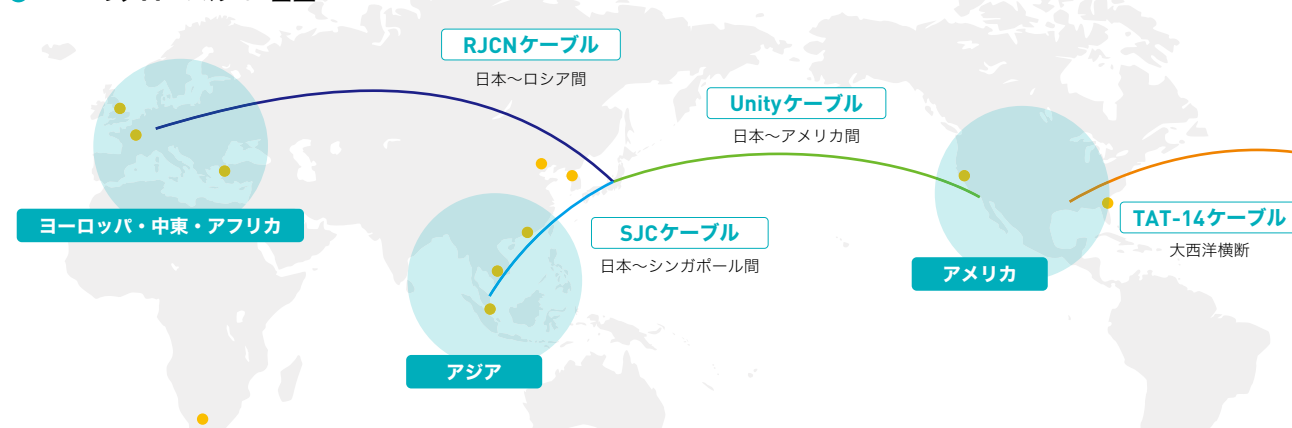 RJCNケーブル
日本〜ロシア間
Unityケーブル
日本〜アメリカ間
ヨーロッパ・中東・アフリカ
SJCケーブル
日本〜シンガポール間
TAT-14ケーブル
大西洋横断
アメリカ
アジア